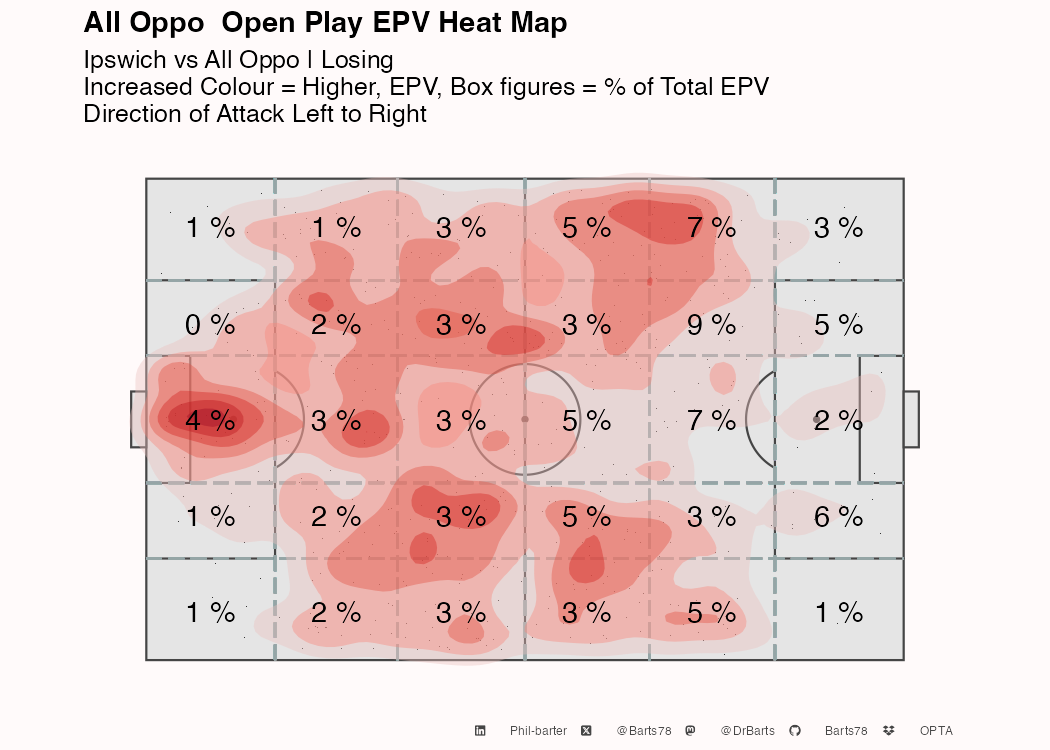 All Oppo  Open Play EPV Heat Map
Ipswich vs All Oppo | Losing
Increased Colour = Higher, EPV, Box figures = % of Total EPV
Direction of Attack Left to Right
1 % 1 % 3 % 5 % 7 % 3 %
0 % 2 % 3 % 3 % 9 % 5 %
4 % 3 % 3 % 5 % 7 % 2 %
1 % 2 % 3 % 5 % 3 % 6 %
1 % 2 % 3 % 3 % 5 % 1 %
Phil-barter @Barts78 @DrBarts Barts78 OPTA